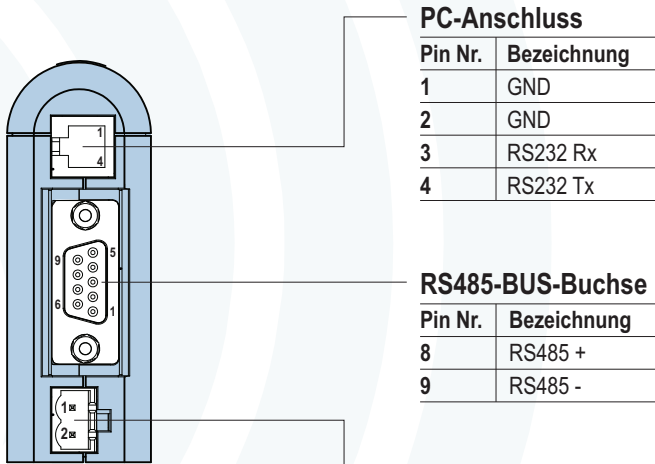 PC-Anschluss
Pin Nr. Bezeichnung
1 GND
2 GND
3 RS232 Rx
4 RS232 Tx
1
4
RS485-BUS-Buchse
Pin Nr. Bezeichnung
8 RS485 +
9 RS485 -
5
9
6
1
1
2